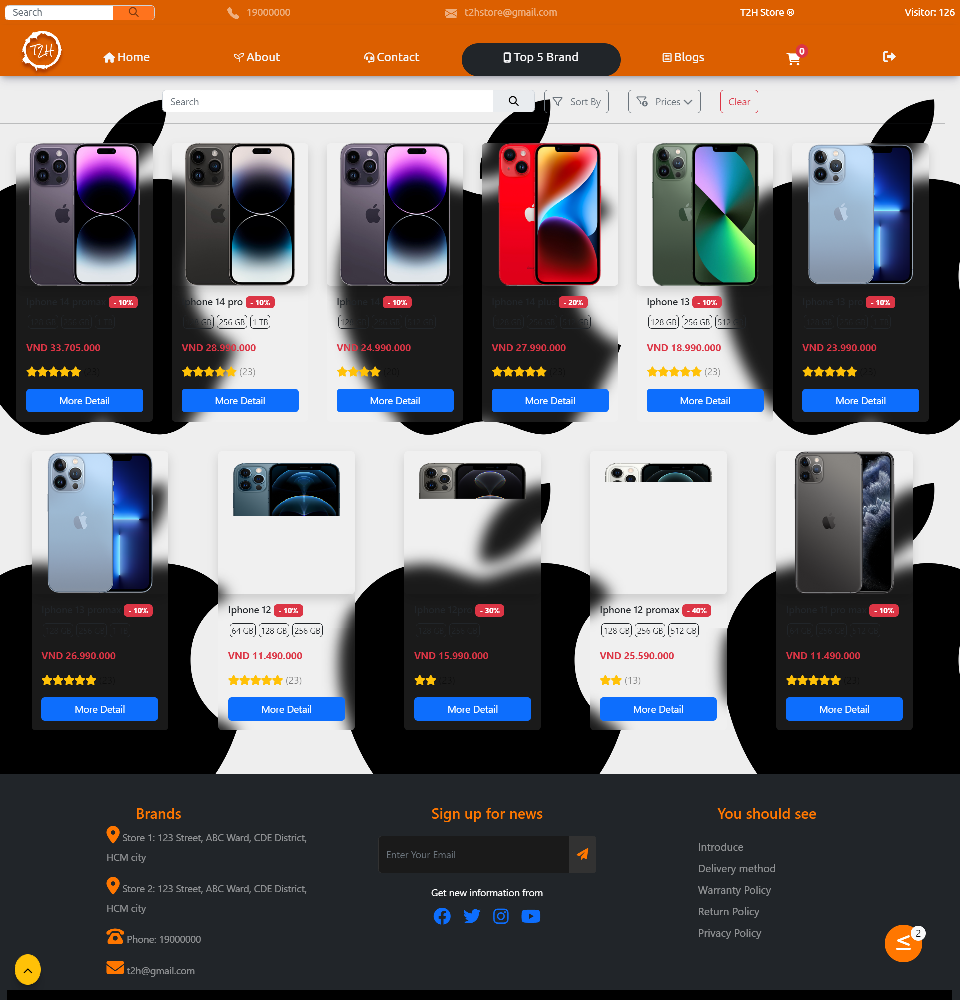 Search
19000000
t2hstore@gmail.com
T2H Store ®
Visitor: 126
T2H
Home
About
Contact
Top 5 Brand
Blogs
0
Search
Sort By
Prices
Clear
Iphone 14 promax - 10%
128 GB 256 GB 1 TB
VND 33.705.000
(23)
More Detail
Iphone 14 pro - 10%
128 GB 256 GB 1 TB
VND 28.990.000
(23)
More Detail
Iphone 14 - 10%
128 GB 256 GB 512 GB
VND 24.990.000
(20)
More Detail
Iphone 14 plus - 20%
128 GB 256 GB 512 GB
VND 27.990.000
(23)
More Detail
Iphone 13 - 10%
128 GB 256 GB 512 GB
VND 18.990.000
(23)
More Detail
Iphone 13 pro - 10%
128 GB 256 GB 1 TB
VND 23.990.000
(23)
More Detail
Iphone 13 promax - 10%
128 GB 256 GB 1 TB
VND 26.990.000
(23)
More Detail
Iphone 12 - 10%
64 GB 128 GB 256 GB
VND 11.490.000
(23)
More Detail
Iphone 12pro - 30%
128 GB 256 GB
VND 15.990.000
(23)
More Detail
Iphone 12 promax - 40%
128 GB 256 GB 512 GB
VND 25.590.000
(13)
More Detail
Iphone 11 pro max - 10%
64 GB 256 GB 512 GB
VND 11.490.000
(23)
More Detail
Brands
Store 1: 123 Street, ABC Ward, CDE District,
HCM city
Store 2: 123 Street, ABC Ward, CDE District,
HCM city
Phone: 19000000
t2h@gmail.com
Sign up for news
Enter Your Email
Get new information from
You should see
Introduce
Delivery method
Warranty Policy
Return Policy
Privacy Policy
2